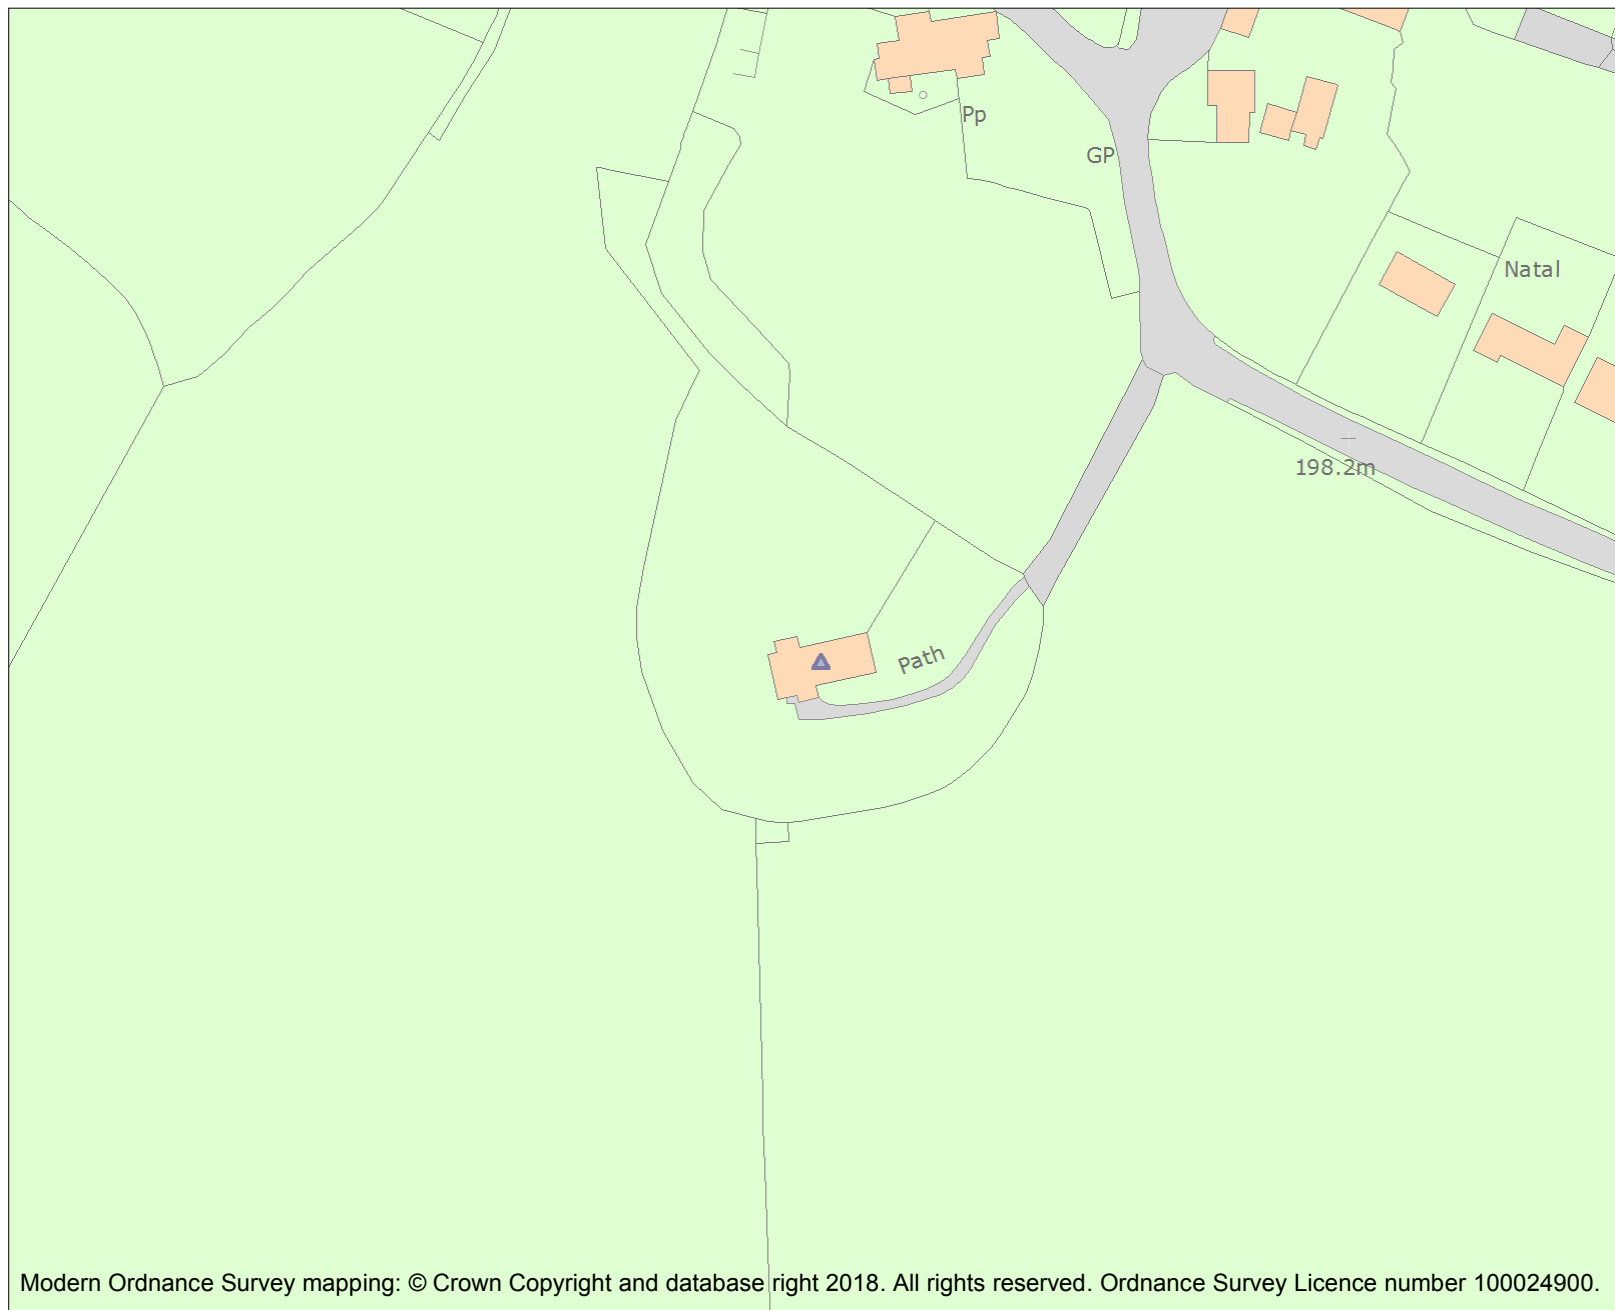 Pp
GP
Natal
198.2m
Path
Modern Ordnance Survey mapping: © Crown Copyright and database right 2018. All rights reserved. Ordnance Survey Licence number 100024900.